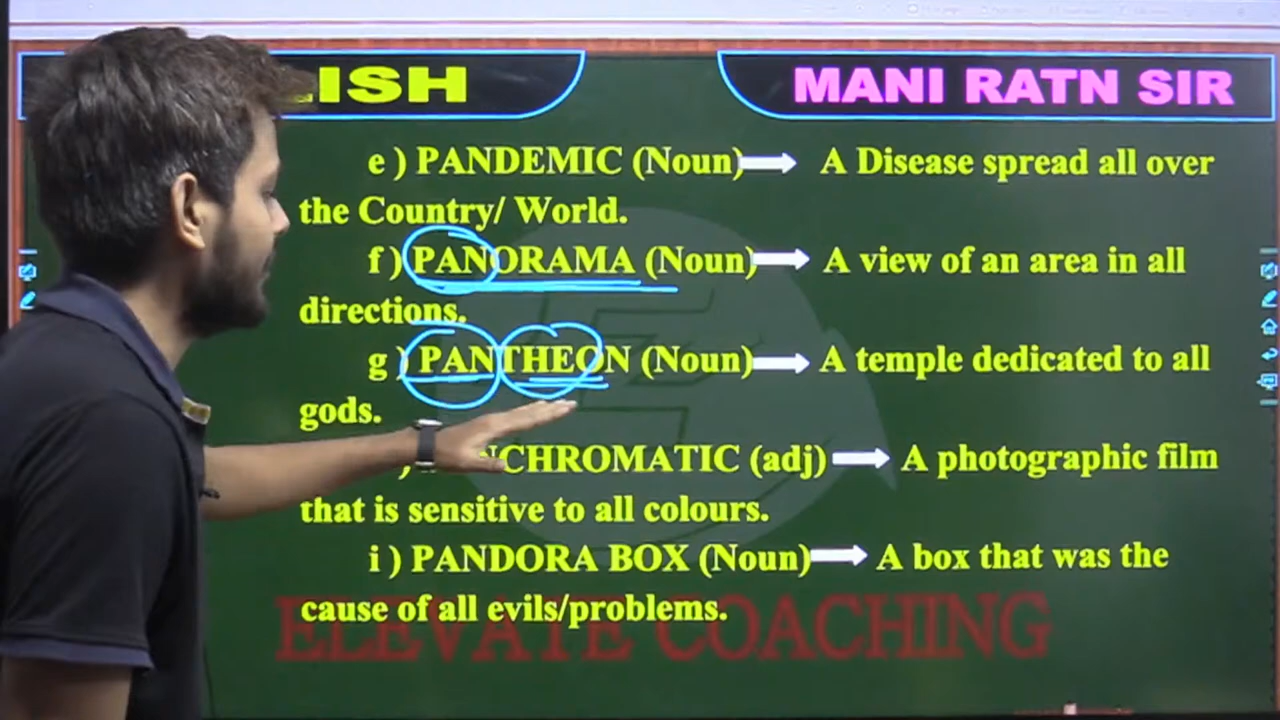 LISH
MANI RATN SIR
e ) PANDEMIC (Noun) A Disease spread all over
the Country/ World.
f ) PANORAMA (Noun) A view of an area in all
directions.
g ) PANTHEON (Noun) A temple dedicated to all
gods.
) NCHROMATIC (adj) A photographic film
that is sensitive to all colours.
i ) PANDORA BOX (Noun) A box that was the
cause of all evils/problems.
ELEVATE COACHING